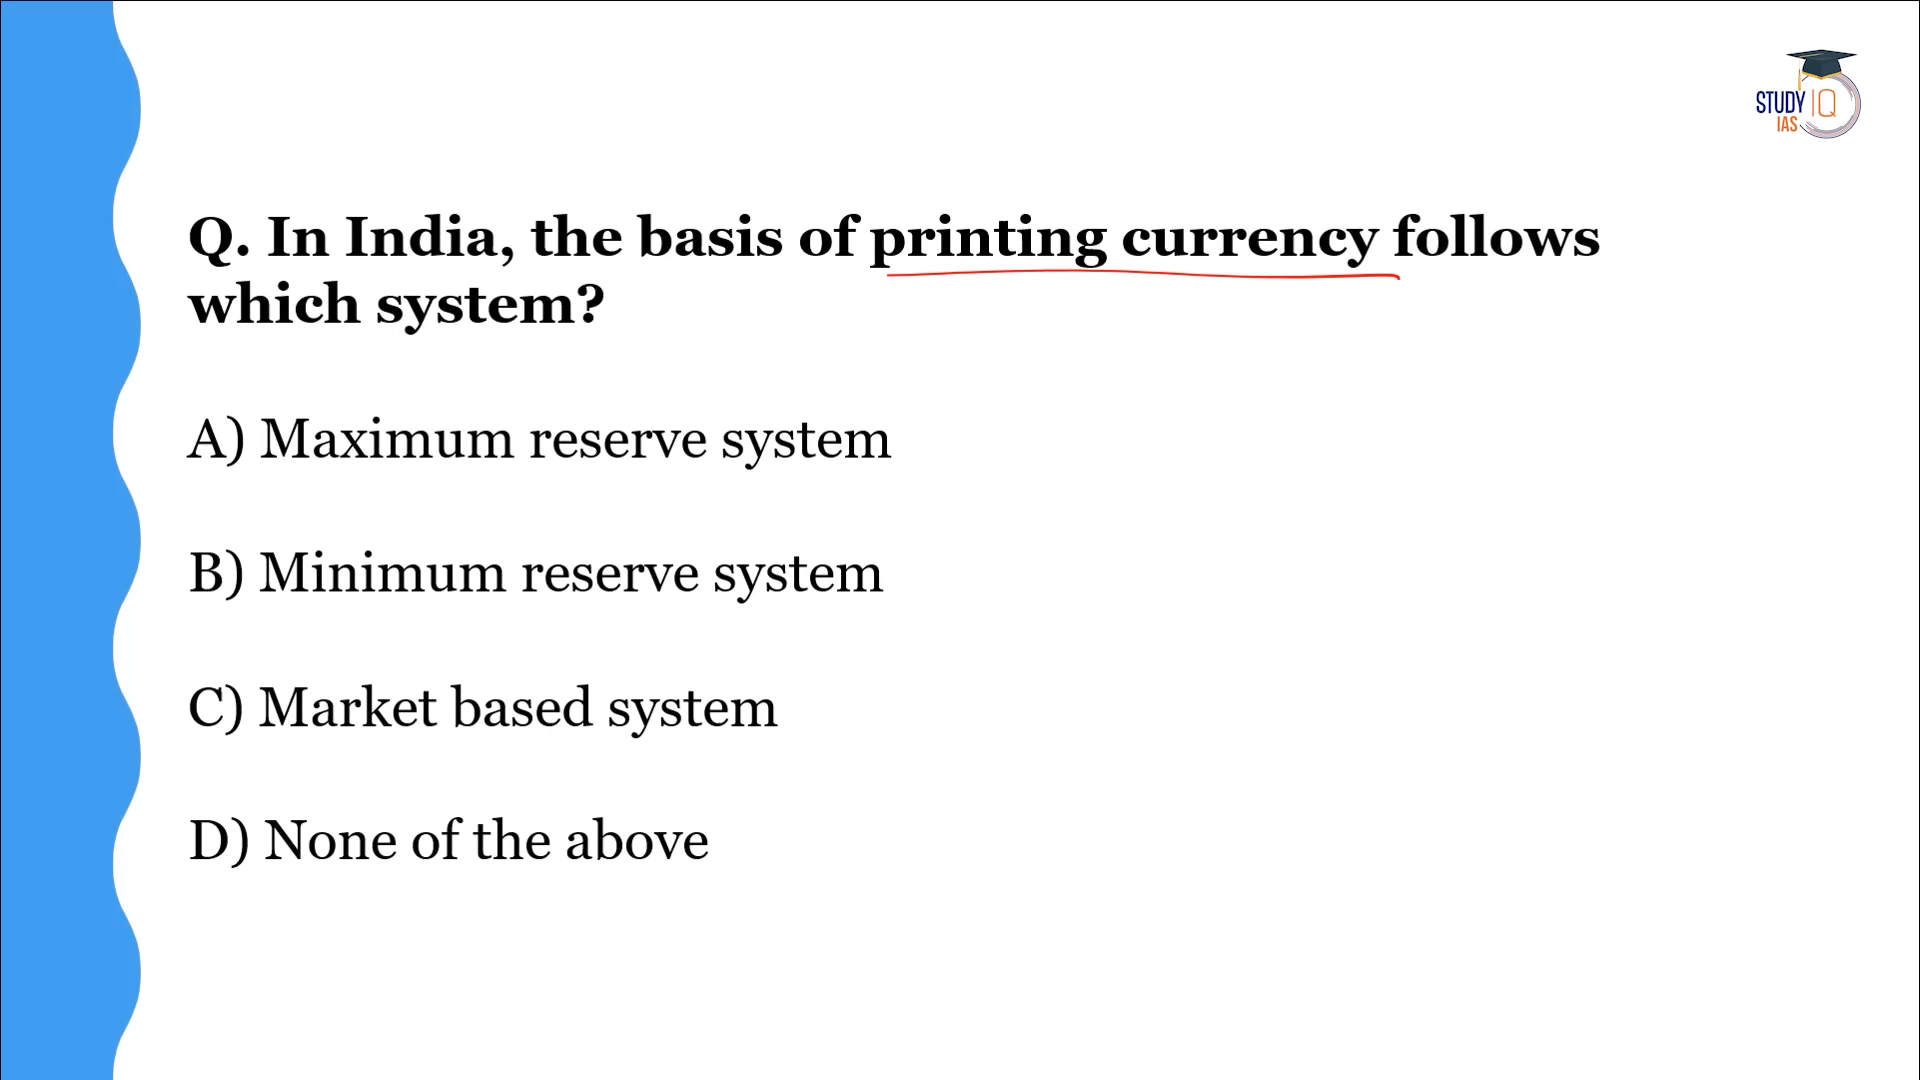 STUDY IQ
IAS
Q. In India, the basis of printing currency follows
which system?
A) Maximum reserve system
B) Minimum reserve system
C) Market based system
D) None of the above